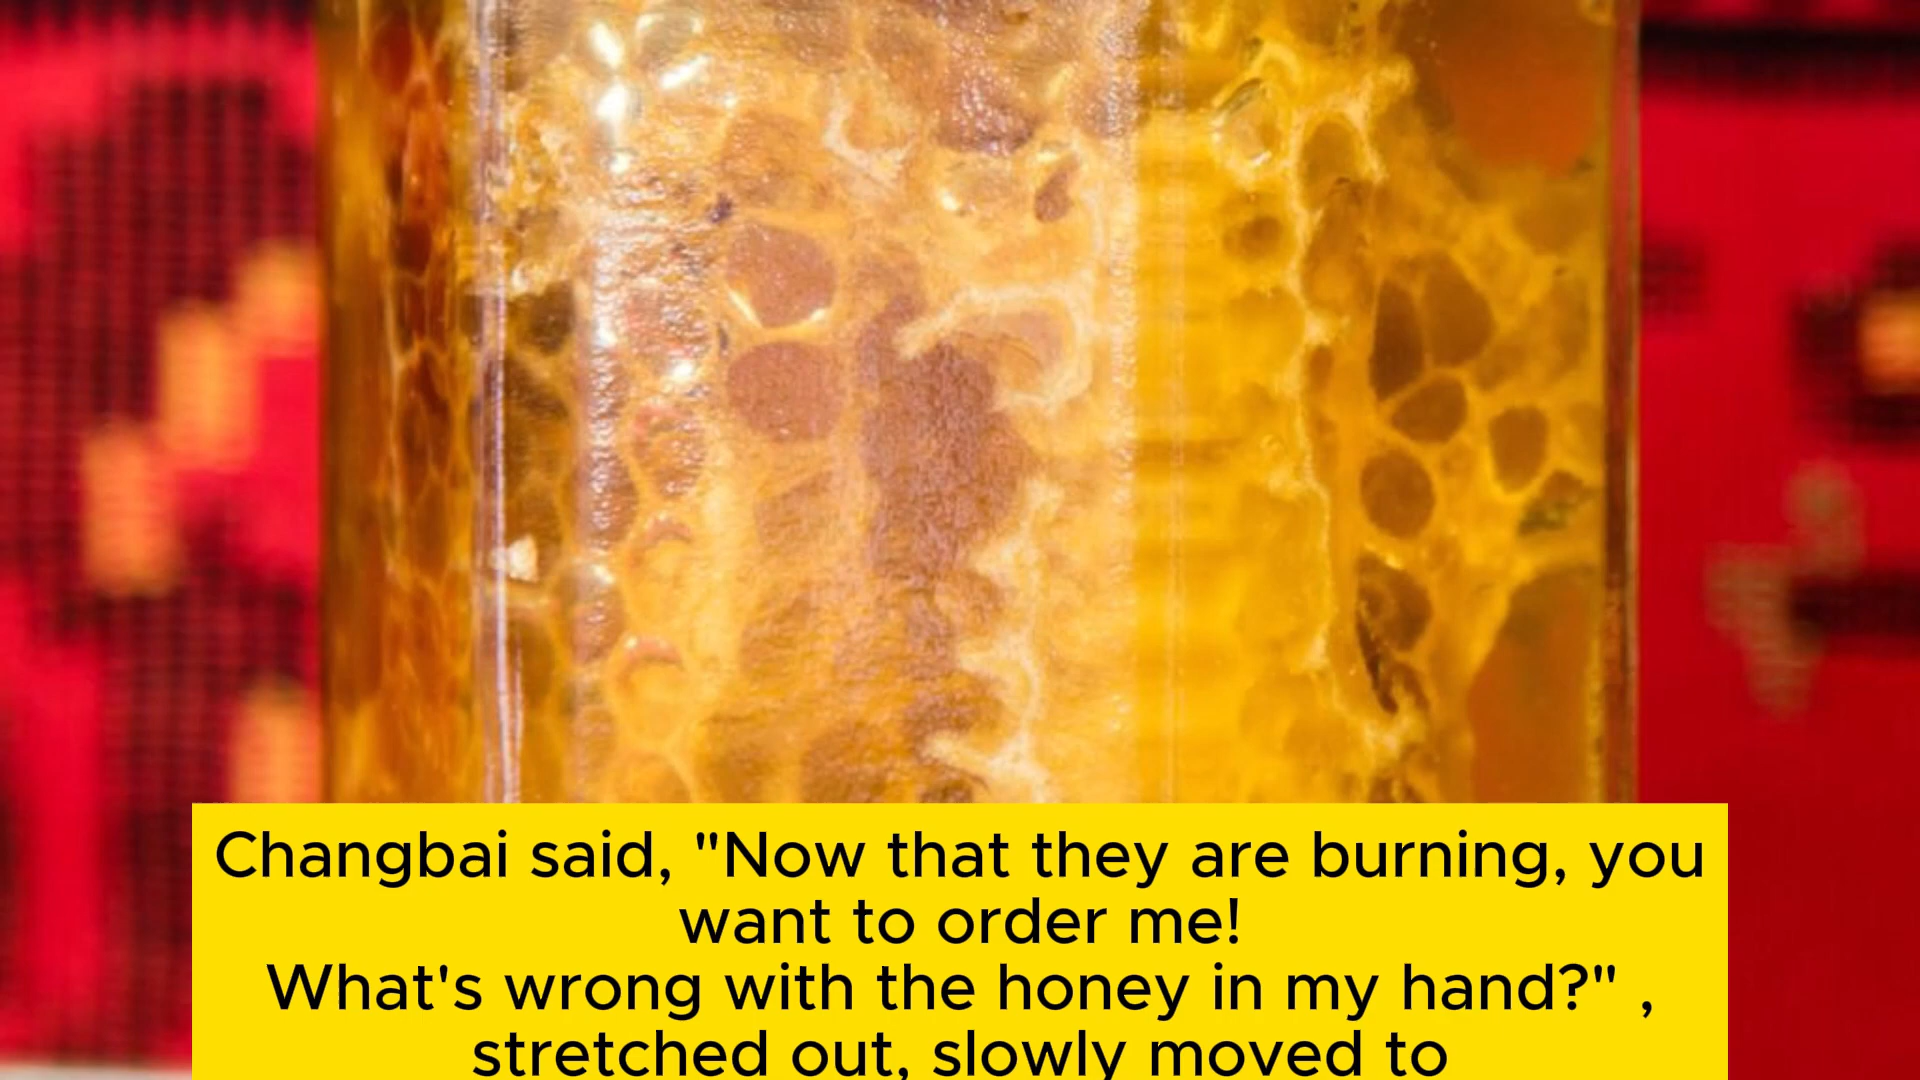 Changbai said, "Now that they are burning, you
want to order me!
What's wrong with the honey in my hand?" ,
stretched out, slowly moved to